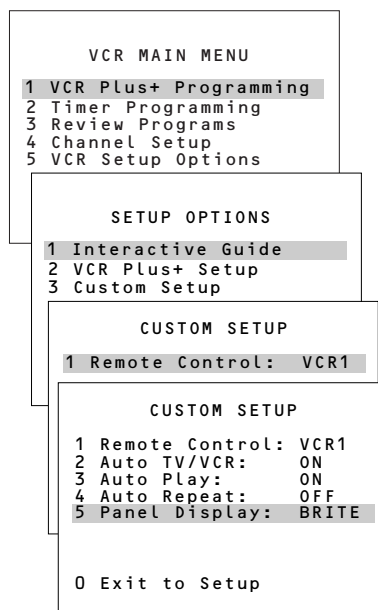 VCR MAIN MENU
1 VCR Plus+ Programming
2 Timer Programming
3 Review Programs
4 Channel Setup
5 VCR Setup Options
SETUP OPTIONS
1 Interactive Guide
2 VCR Plus+ Setup
3 Custom Setup
CUSTOM SETUP
1 Remote Control: VCR1
CUSTOM SETUP
1 Remote Control: VCR1
2 Auto TV/VCR: ON
3 Auto Play: ON
4 Auto Repeat: OFF
5 Panel Display: BRITE
0 Exit to Setup